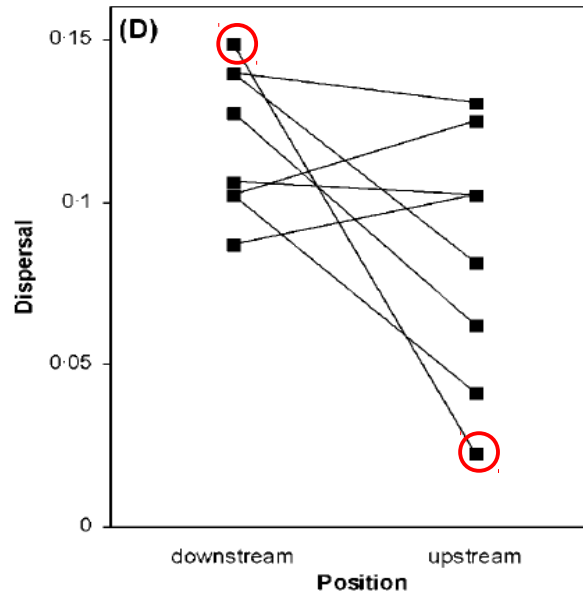 (D)
0·15
0·1
0·05
0
Dispersal
downstream
upstream
Position